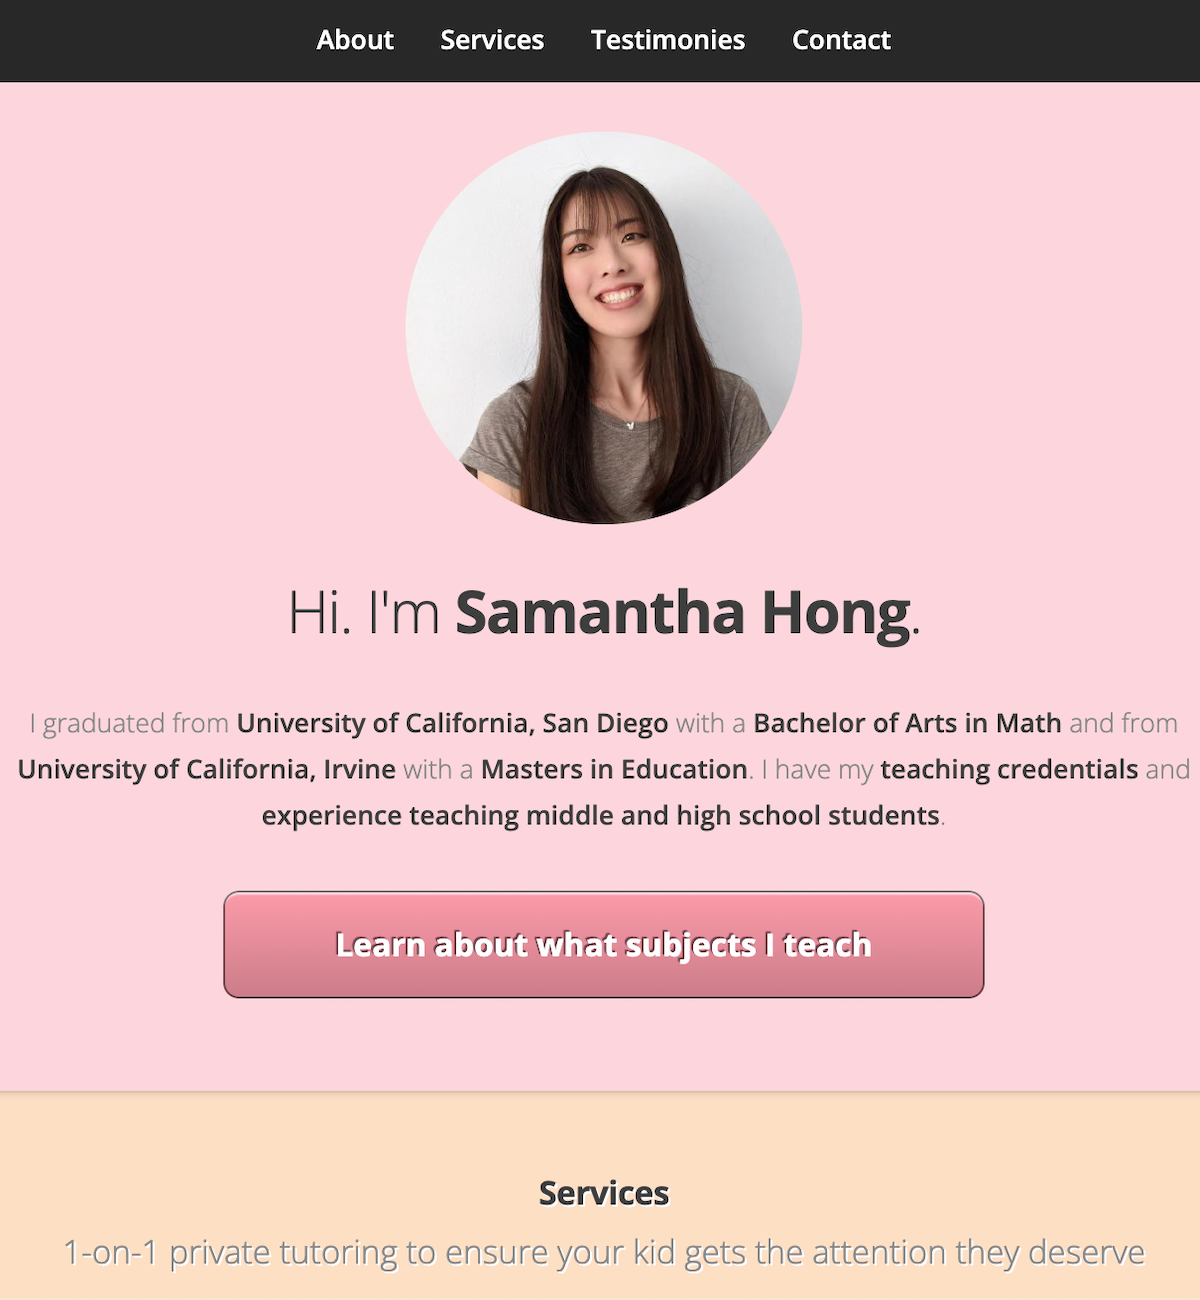 About Services Testimonies Contact
Hi. I'm Samantha Hong.
I graduated from University of California, San Diego with a Bachelor of Arts in Math and from
University of California, Irvine with a Masters in Education. I have my teaching credentials and
experience teaching middle and high school students.
Learn about what subjects I teach
Services
1-on-1 private tutoring to ensure your kid gets the attention they deserve